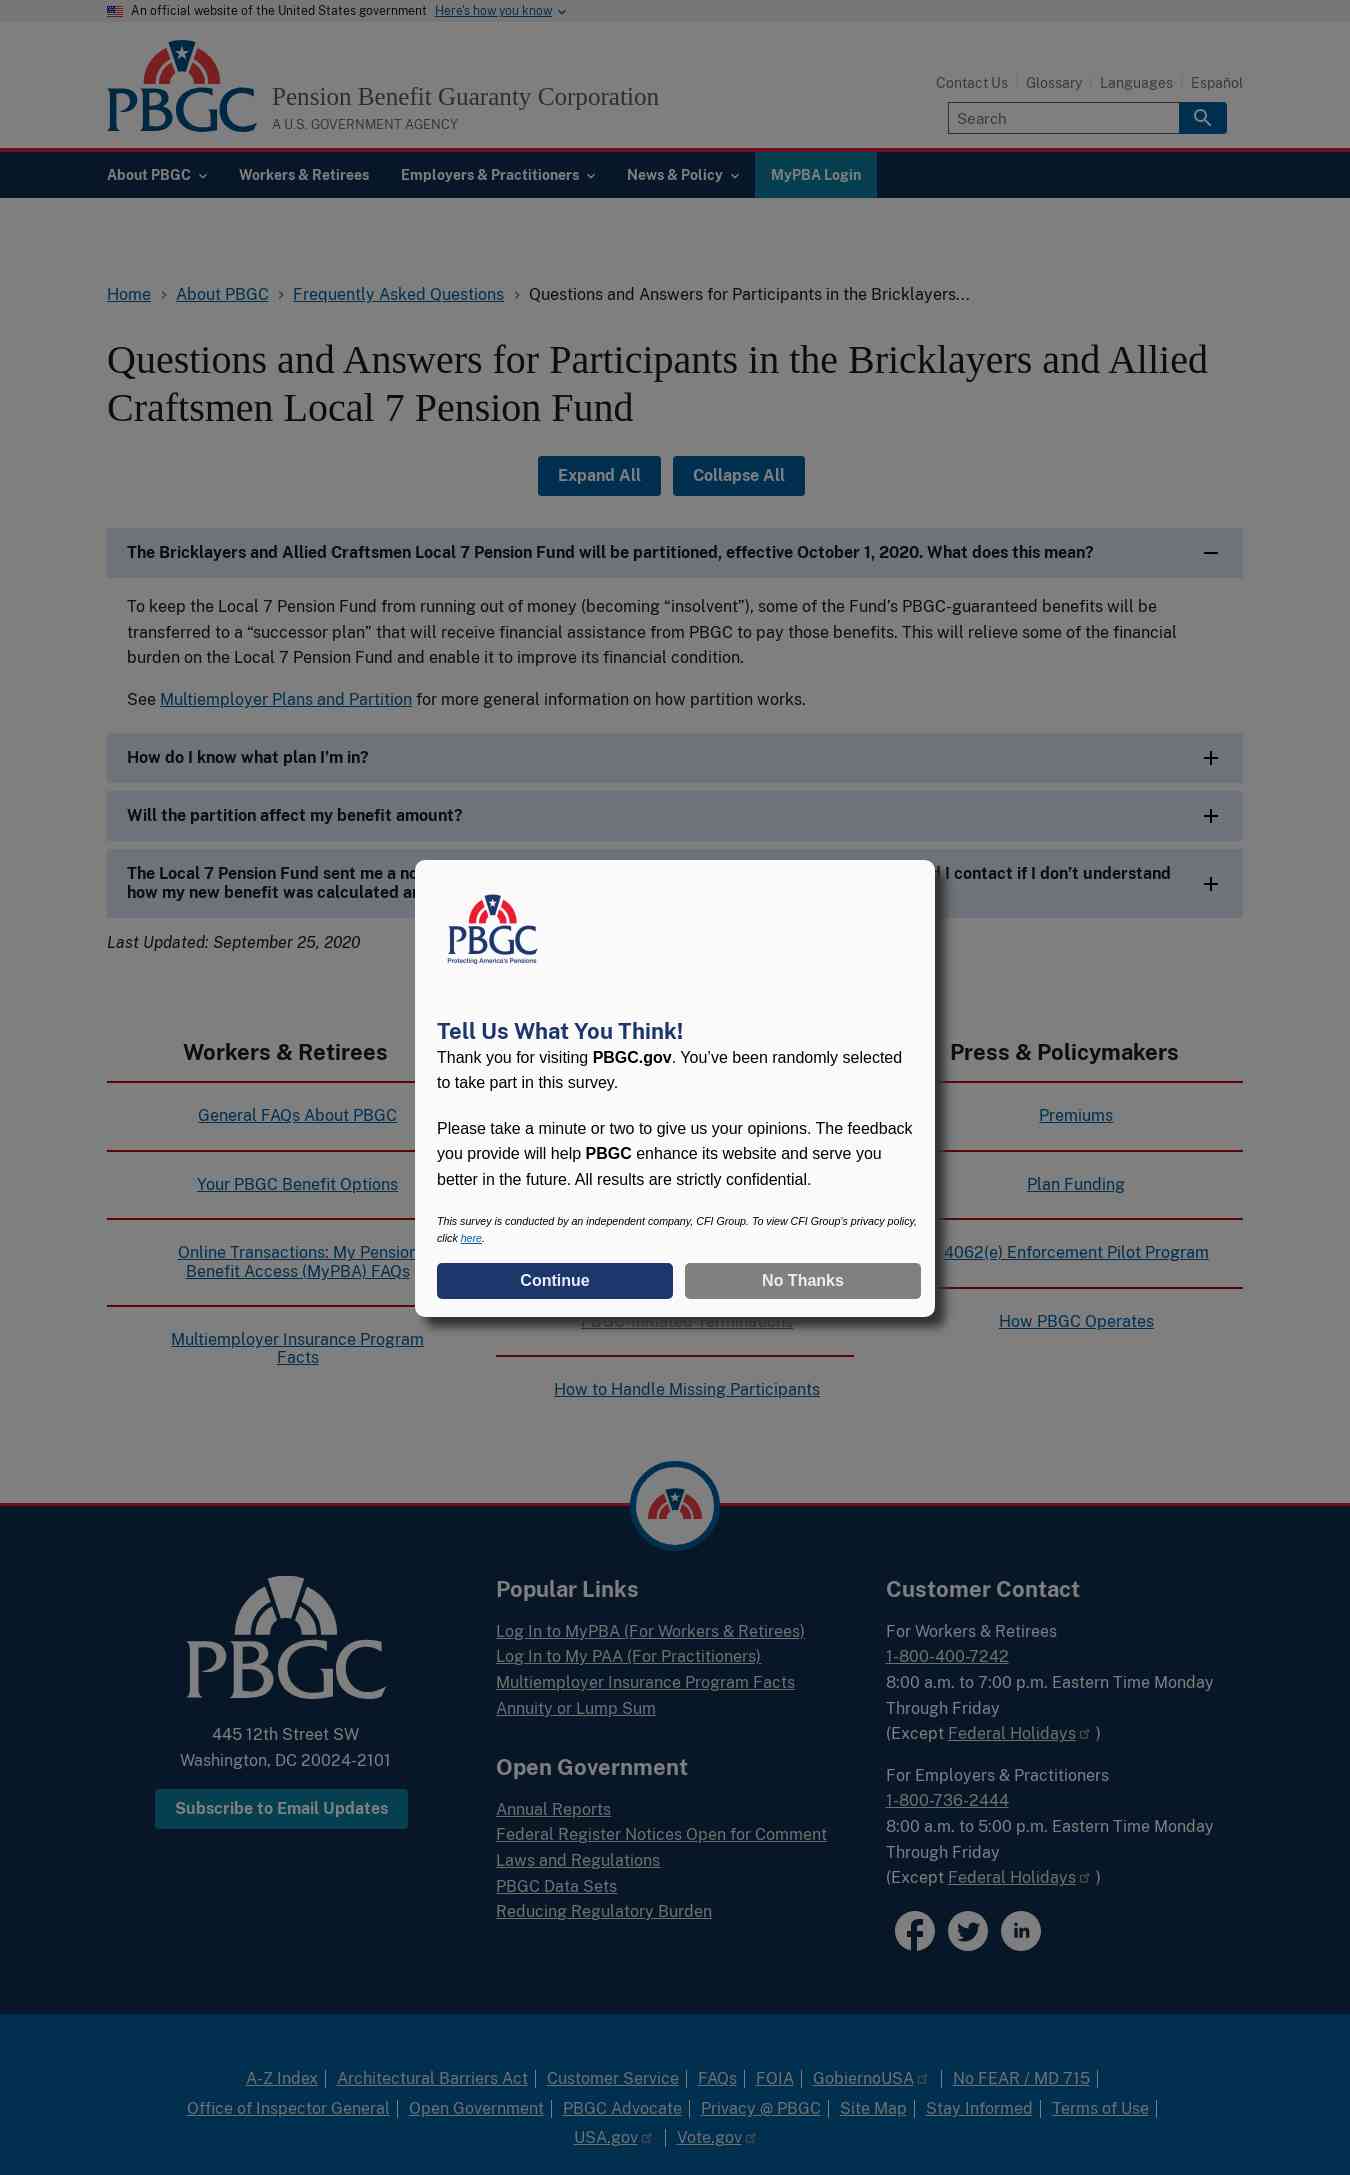 An official website of the United States government Here's how you know
PBGC
Pension Benefit Guaranty Corporation
A U.S. GOVERNMENT AGENCY
Contact Us Glossary Languages Español
Search
About PBGC Workers & Retirees Employers & Practitioners News & Policy MyPBA Login
Home About PBGC Frequently Asked Questions Questions and Answers for Participants in the Bricklayers...
Questions and Answers for Participants in the Bricklayers and Allied
Craftsmen Local 7 Pension Fund
Expand All Collapse All
The Bricklayers and Allied Craftsmen Local 7 Pension Fund will be partitioned, effective October 1, 2020. What does this mean?
To keep the Local 7 Pension Fund from running out of money (becoming “insolvent”), some of the Fund’s PBGC-guaranteed benefits will be
transferred to a “successor plan” that will receive financial assistance from PBGC to pay those benefits. This will relieve some of the financial
burden on the Local 7 Pension Fund and enable it to improve its financial condition.
See Multiemployer Plans and Partition for more general information on how partition works.
How do I know what plan I’m in?
Will the partition affect my benefit amount?
The Local 7 Pension Fund sent me a I contact if I don’t understand
how my new benefit was calculated
Last Updated: September 25, 2020
PBGC
Protecting America's Pensions
Tell Us What You Think!
Thank you for visiting PBGC.gov. You’ve been randomly selected
to take part in this survey.
Please take a minute or two to give us your opinions. The feedback
you provide will help PBGC enhance its website and serve you
better in the future. All results are strictly confidential.
This survey is conducted by an independent company, CFI Group. To view CFI Group’s privacy policy,
click here.
Continue No Thanks
Workers & Retirees
General FAQs About PBGC
Your PBGC Benefit Options
Online Transactions: My Pension
Benefit Access (MyPBA) FAQs
Multiemployer Insurance Program
Facts
PBGC-Initiated Terminations
How to Handle Missing Participants
Press & Policymakers
Premiums
Plan Funding
4062(e) Enforcement Pilot Program
How PBGC Operates
PBGC
445 12th Street SW
Washington, DC 20024-2101
Subscribe to Email Updates
Popular Links
Log In to MyPBA (For Workers & Retirees)
Log In to My PAA (For Practitioners)
Multiemployer Insurance Program Facts
Annuity or Lump Sum
Open Government
Annual Reports
Federal Register Notices Open for Comment
Laws and Regulations
PBGC Data Sets
Reducing Regulatory Burden
Customer Contact
For Workers & Retirees
1-800-400-7242
8:00 a.m. to 7:00 p.m. Eastern Time Monday
Through Friday
(Except Federal Holidays )
For Employers & Practitioners
1-800-736-2444
8:00 a.m. to 5:00 p.m. Eastern Time Monday
Through Friday
(Except Federal Holidays )
in
A-Z Index Architectural Barriers Act Customer Service FAQs FOIA GobiernoUSA No FEAR / MD 715
Office of Inspector General Open Government PBGC Advocate Privacy @ PBGC Site Map Stay Informed Terms of Use
USA.gov Vote.gov